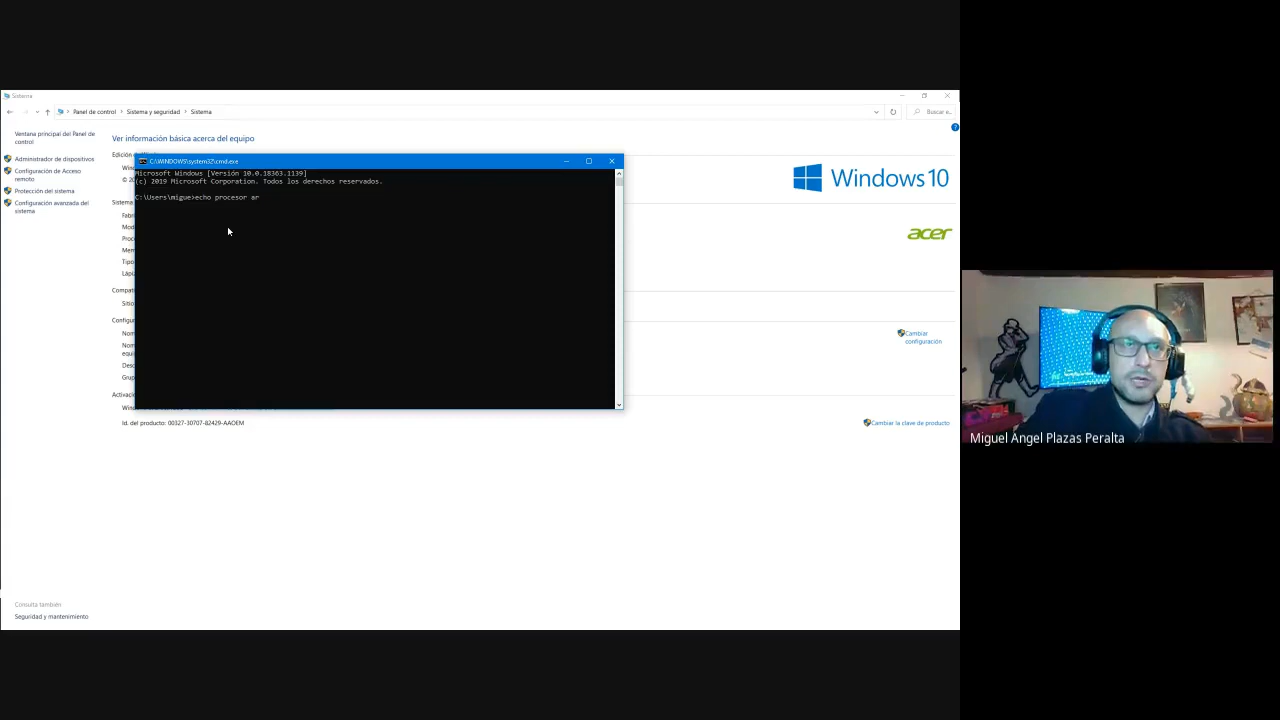 Sistema
Panel de control > Sistema y seguridad > Sistema
Buscar e...
Ventana principal del Panel de
control
Administrador de dispositivos
Configuración de Acceso
remoto
Protección del sistema
Configuración avanzada del
sistema
Ver información básica acerca del equipo
C:\WINDOWS\system32\cmd.exe
Microsoft Windows [Versión 10.0.18363.1139]
(c) 2019 Microsoft Corporation. Todos los derechos reservados.
C:\Users\migue>echo procesor ar
Windows 10
acer
Sistema
Cambiar
configuración
Id. del producto: 00327-30707-82429-AAOEM
Cambiar la clave de producto
Miguel Angel Plazas Peralta
Consulta también
Seguridad y mantenimiento